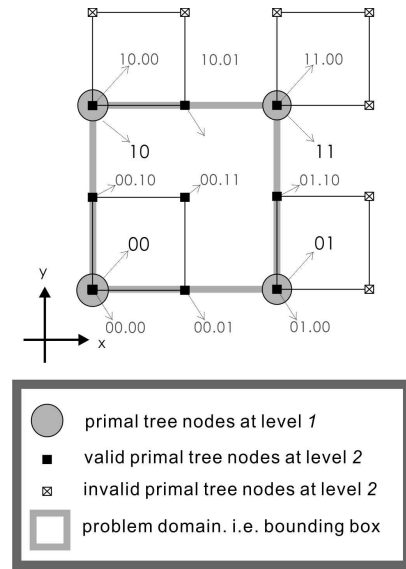 10.00 10.01 11.00
10 11
00.10 00.11 01.10
00 01
y
x
00.00 00.01 01.00
primal tree nodes at level 1
valid primal tree nodes at level 2
invalid primal tree nodes at level 2
problem domain. i.e. bounding box